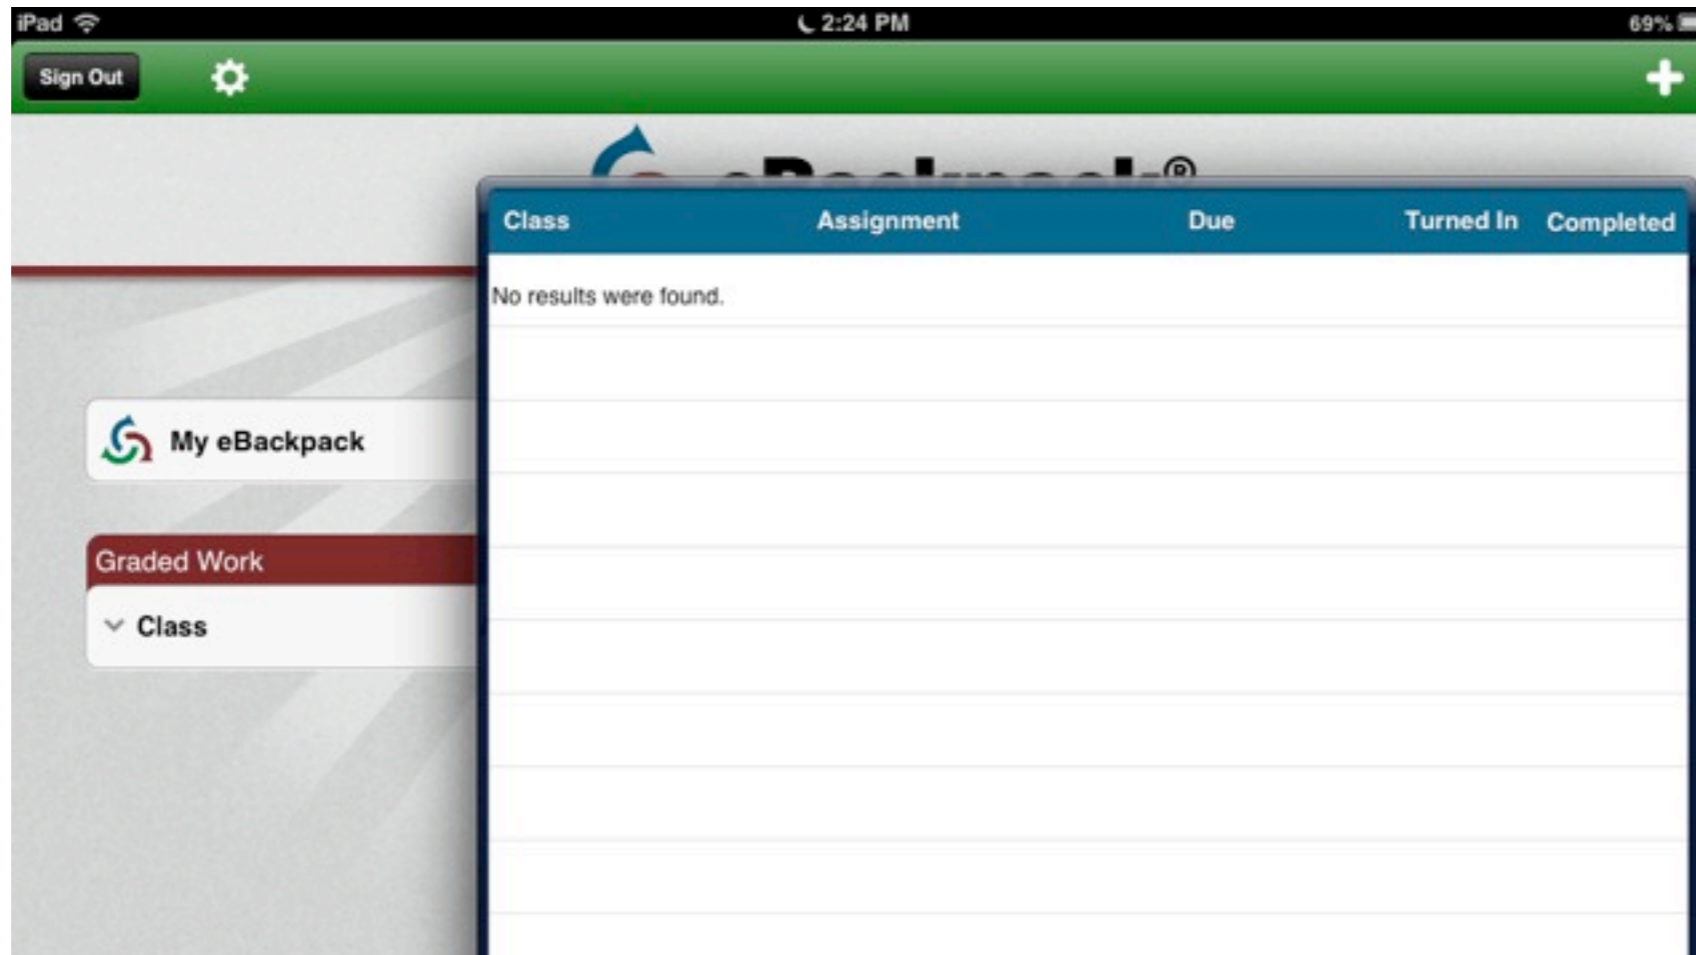 iPad 2:24 PM 69%
Sign Out
eBackpack®
Class Assignment Due Turned In Completed
No results were found.
My eBackpack
Graded Work
Class